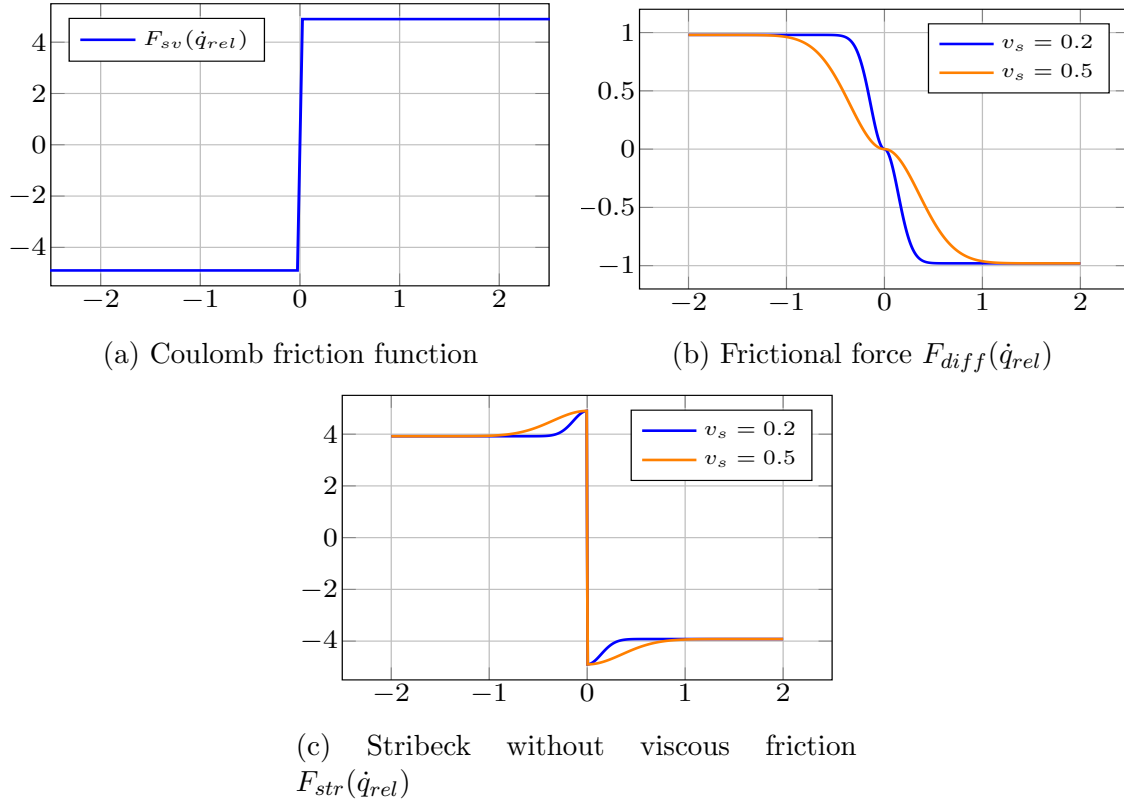 4
2
0
−2
−4
−2 −1 0 1 2
F_{sv}(q̇_{rel})
(a) Coulomb friction function
1
0.5
0
−0.5
−1
−2 −1 0 1 2
v_s = 0.2
v_s = 0.5
(b) Frictional force F_{diff}(q̇_{rel})
4
2
0
−2
−4
−2 −1 0 1 2
v_s = 0.2
v_s = 0.5
(c) Stribeck without viscous friction
F_{str}(q̇_{rel})